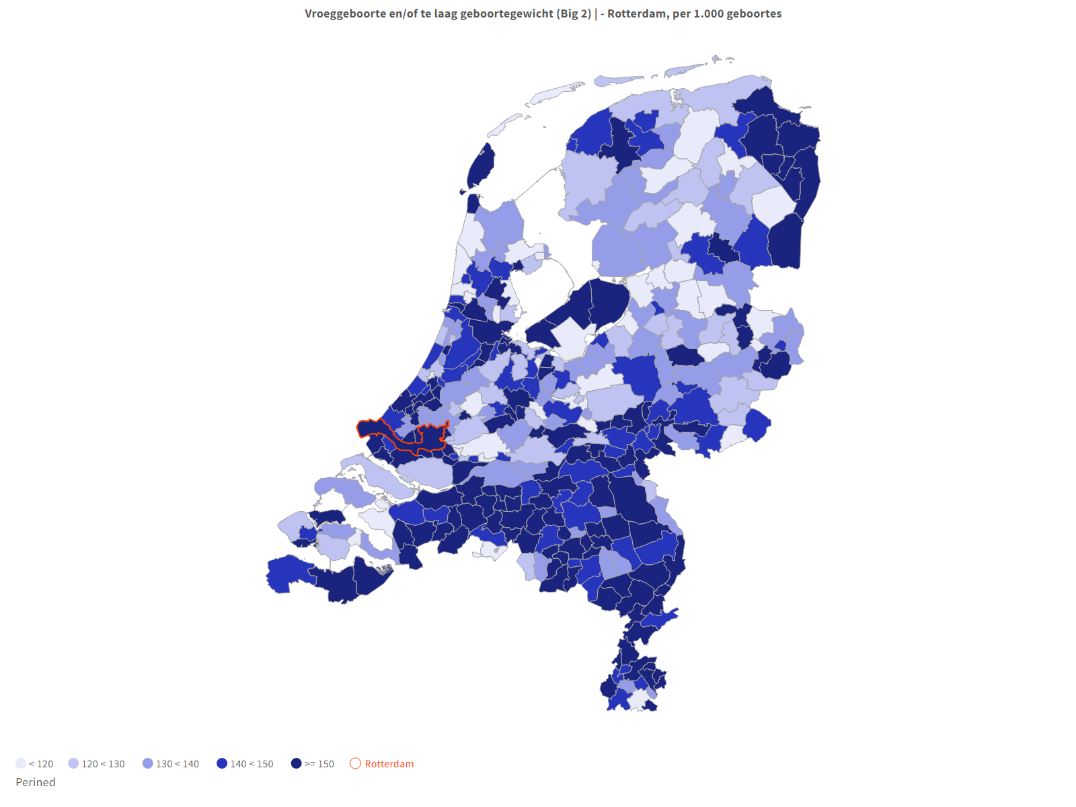 Vroeggeboorte en/of te laag geboortegewicht (Big 2) | - Rotterdam, per 1.000 geboortes
< 120 120 < 130 130 < 140 140 < 150 >= 150 Rotterdam
Perined